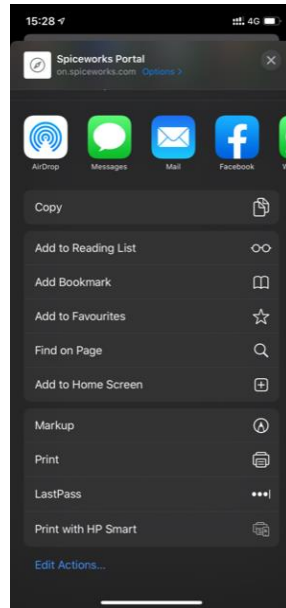 15:28
4G
Spiceworks Portal
on.spiceworks.com Options >
AirDrop Messages Mail Facebook
Copy
Add to Reading List
Add Bookmark
Add to Favourites
Find on Page
Add to Home Screen
Markup
Print
LastPass
Print with HP Smart
Edit Actions...